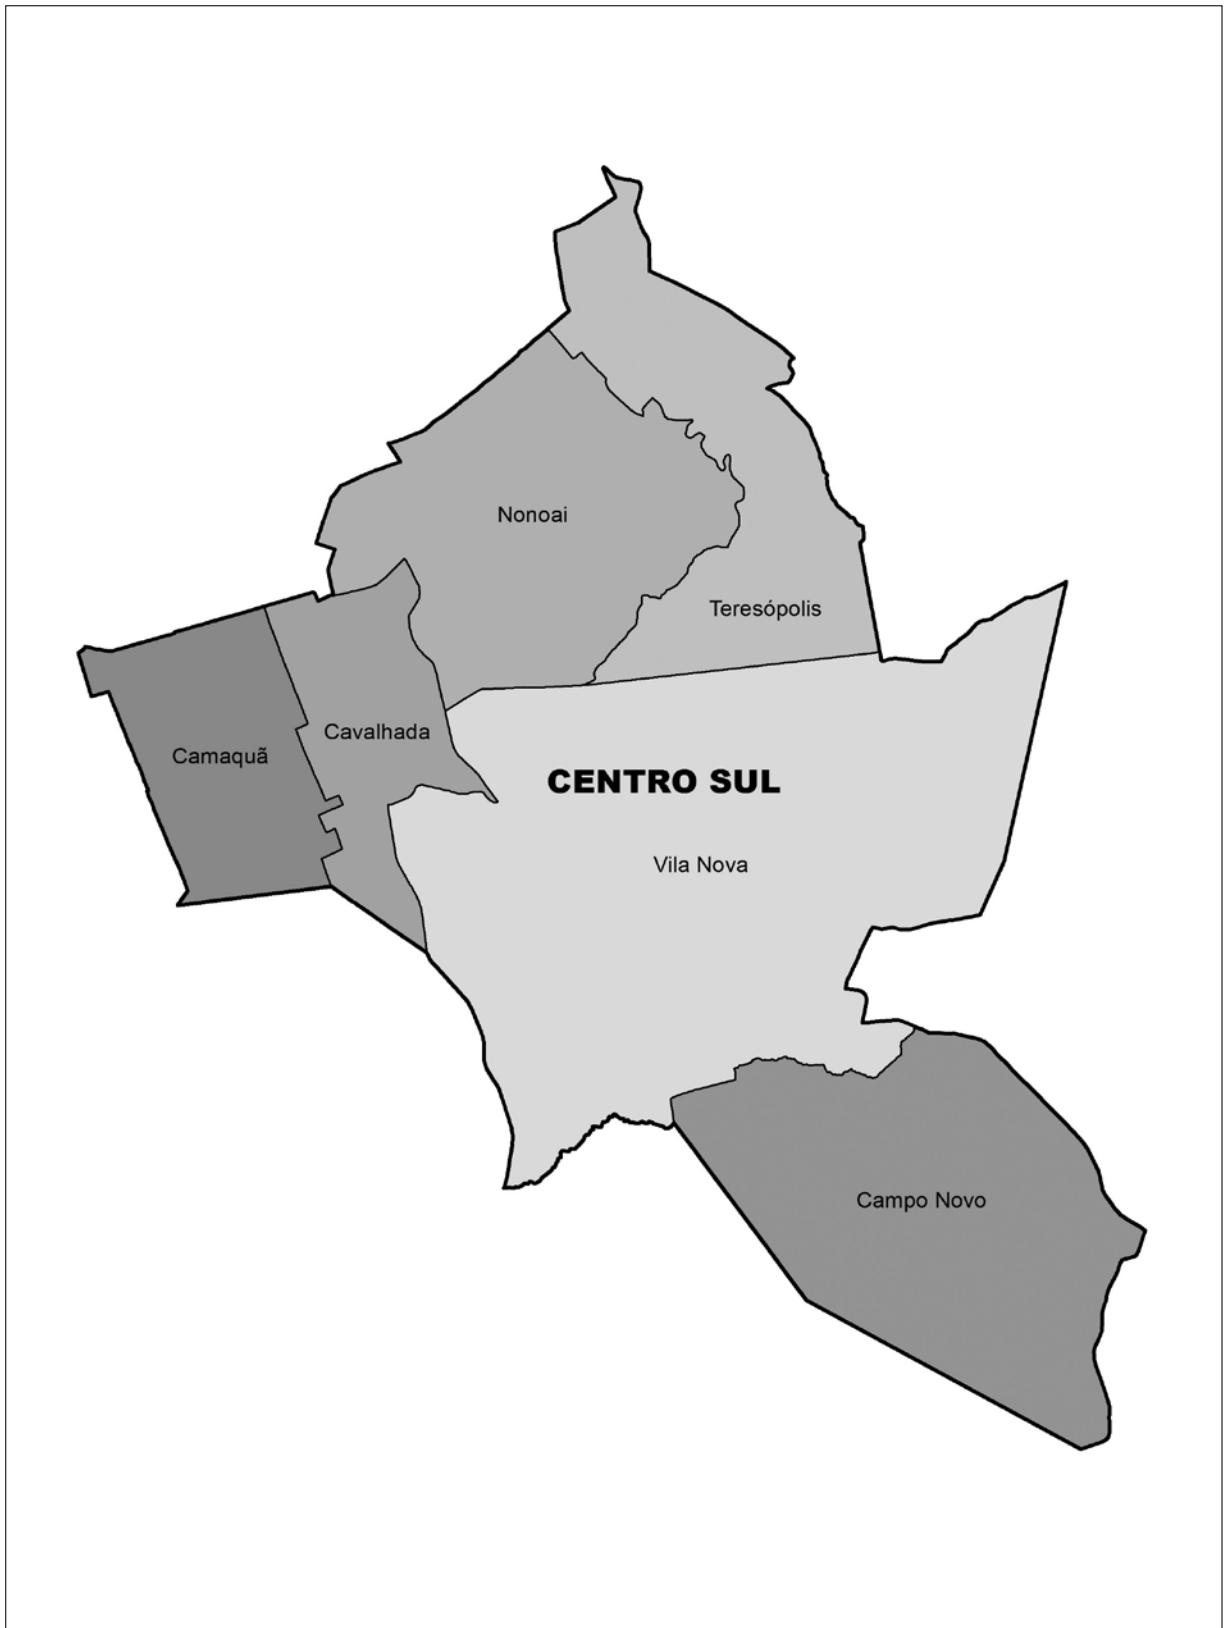 Nonoai
Teresópolis
Cavalhada
Camaquã
CENTRO SUL
Vila Nova
Campo Novo